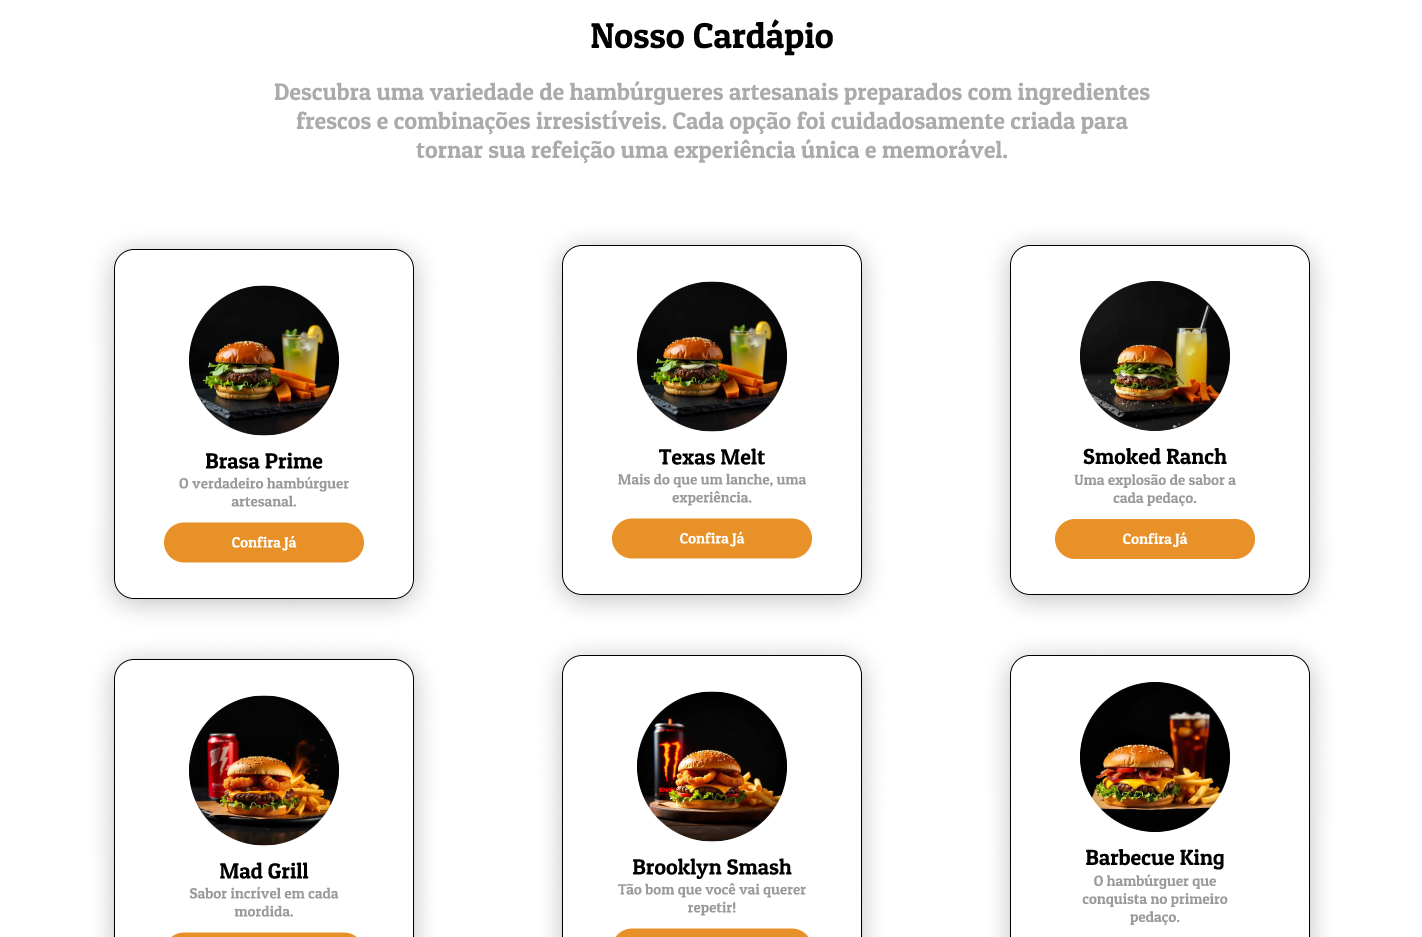 Nosso Cardápio
Descubra uma variedade de hambúrgueres artesanais preparados com ingredientes
frescos e combinações irresistíveis. Cada opção foi cuidadosamente criada para
tornar sua refeição uma experiência única e memorável.
Brasa Prime
O verdadeiro hambúrguer
artesanal.
Confira Já
Texas Melt
Mais do que um lanche, uma
experiência.
Confira Já
Smoked Ranch
Uma explosão de sabor a
cada pedaço.
Confira Já
Mad Grill
Sabor incrível em cada
mordida.
Brooklyn Smash
Tão bom que você vai querer
repetir!
Barbecue King
O hambúrguer que
conquista no primeiro
pedaço.